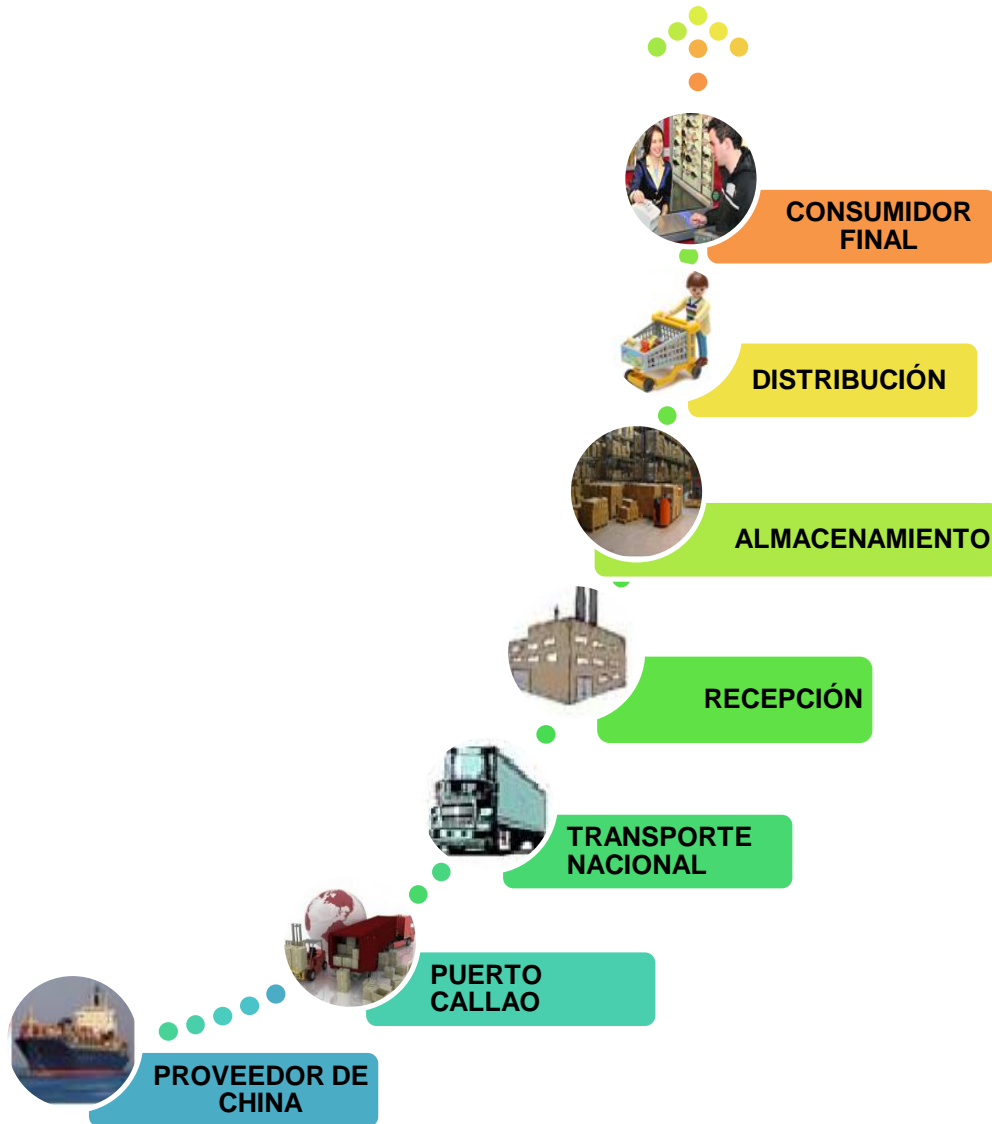 CONSUMIDOR
FINAL
DISTRIBUCIÓN
ALMACENAMIENTO
RECEPCIÓN
TRANSPORTE
NACIONAL
PUERTO
CALLAO
PROVEEDOR DE
CHINA